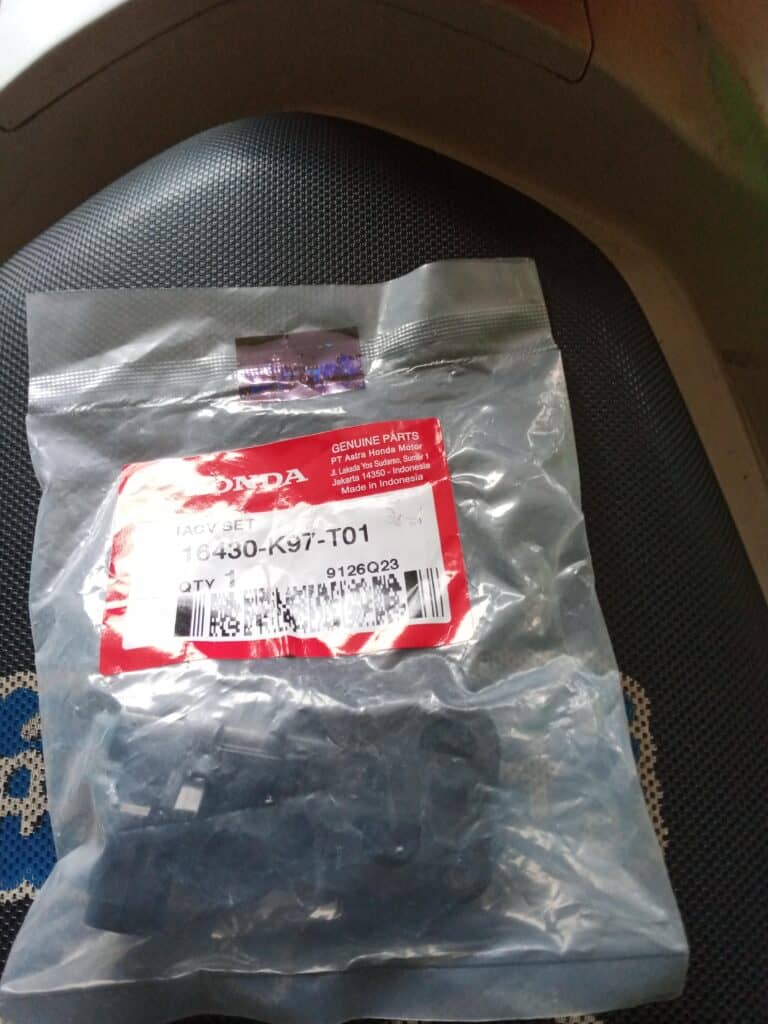 GENUINE PARTS
PT Astra Honda Motor
Jl. Laksda Yos Sudarso, Sunter 1
Jakarta 14350 - Indonesia
Made in Indonesia
HONDA
IACV SET
16430-K97-T01
QTY 1
9126Q23